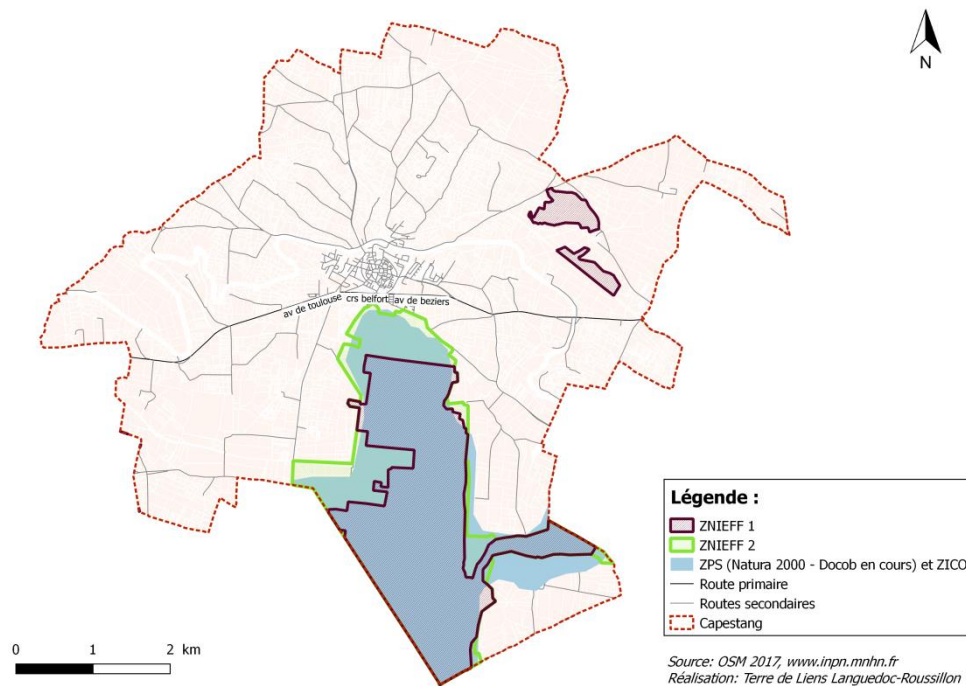 N
av de toulouse
crs belfort
av de beziers
Légende :
ZNIEFF 1
ZNIEFF 2
ZPS (Natura 2000 - Docob en cours) et ZICO
Route primaire
Routes secondaires
Capestang
0 1 2 km
Source: OSM 2017, www.inpn.mnhn.fr
Réalisation: Terre de Liens Languedoc-Roussillon